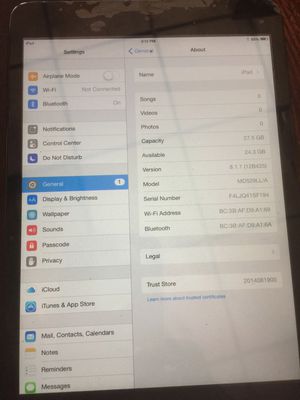 iPad
Settings
General
About
Airplane Mode
Wi-Fi Not Connected
Bluetooth On
Notifications
Control Center
Do Not Disturb
General 1
Display & Brightness
Wallpaper
Sounds
Passcode
Privacy
iCloud
iTunes & App Store
Mail, Contacts, Calendars
Notes
Reminders
Messages
Name iPad
Songs
Videos 0
Photos 0
Capacity 27.5 GB
Available 24.3 GB
Version
Model MD529LL/A
Serial Number
Wi-Fi Address
Bluetooth
Legal
Trust Store
Learn more about trusted certificates